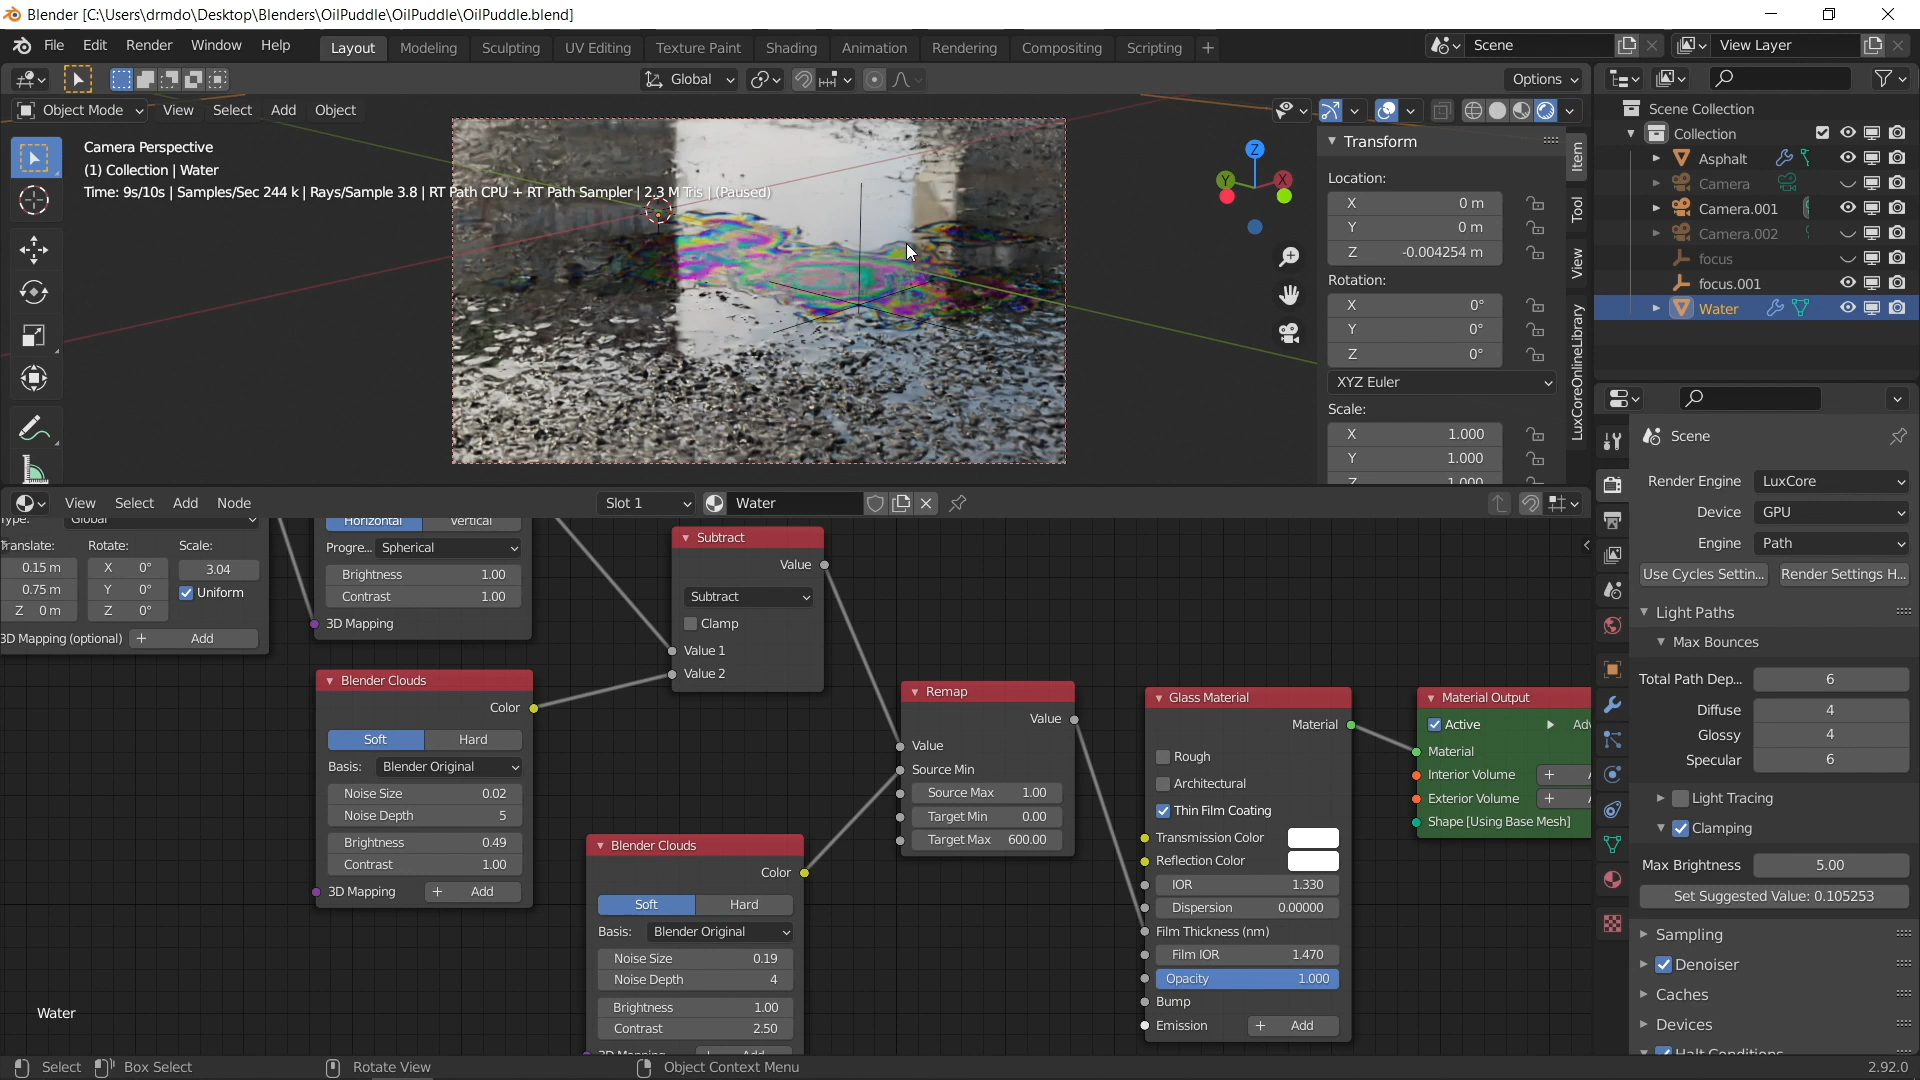 Blender [C:\Users\drmdo\Desktop\Blenders\OilPuddle\OilPuddle\OilPuddle.blend]
File Edit Render Window Help Layout Modeling Sculpting UV Editing Texture Paint Shading Animation Rendering Compositing Scripting + Scene View Layer
Global Options
Object Mode View Select Add Object
Camera Perspective
(1) Collection | Water
Time: 9s/10s | Samples/Sec 244 k | Rays/Sample 3.8 | RT Path CPU + RT Path Sampler | 2.3 M Tris | (Paused)
Z
Y
X
Transform
Location:
X 0 m
Y 0 m
Z -0.004254 m
Rotation:
X 0°
Y 0°
Z 0°
XYZ Euler
Scale:
X 1.000
Y 1.000
Z 1.000
Item
Tool
View
LuxCoreOnlineLibrary
Scene Collection
Collection
Asphalt
Camera
Camera.001
Camera.002
focus
focus.001
Water
Scene
Render Engine LuxCore
Device GPU
Engine Path
Use Cycles Settin... Render Settings H...
Light Paths
Max Bounces
Total Path Dep... 6
Diffuse 4
Glossy 4
Specular 6
Light Tracing
Clamping
Max Brightness 5.00
Set Suggested Value: 0.105253
Sampling
Denoiser
Caches
Devices
Halt Conditions
View Select Add Node Slot 1 Water
Global
Translate: Rotate: Scale:
0.15 m X 0° 3.04
0.75 m Y 0° Uniform
Z 0 m Z 0°
3D Mapping (optional) + Add
Horizontal Vertical
Progre... Spherical
Brightness 1.00
Contrast 1.00
3D Mapping
Blender Clouds
Color
Soft Hard
Basis: Blender Original
Noise Size 0.02
Noise Depth 5
Brightness 0.49
Contrast 1.00
3D Mapping + Add
Subtract
Value
Subtract
Clamp
Value 1
Value 2
Blender Clouds
Color
Soft Hard
Basis: Blender Original
Noise Size 0.19
Noise Depth 4
Brightness 1.00
Contrast 2.50
3D Mapping + Add
Remap
Value
Value
Source Min
Source Max 1.00
Target Min 0.00
Target Max 600.00
Glass Material
Material
Rough
Architectural
Thin Film Coating
Transmission Color
Reflection Color
IOR 1.330
Dispersion 0.00000
Film Thickness (nm)
Film IOR 1.470
Opacity 1.000
Bump
Emission + Add
Material Output
Active
Material
Interior Volume +
Exterior Volume +
Shape [Using Base Mesh]
Water
Select Box Select Rotate View Object Context Menu 2.92.0